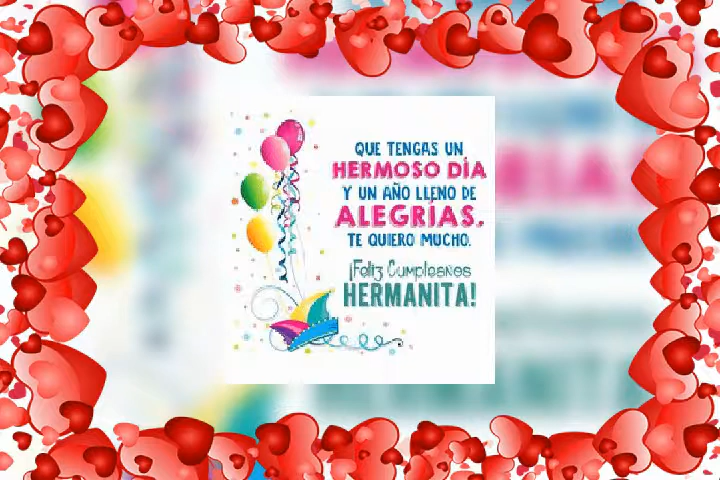 QUE TENGAS UN
HERMOSO DÍA
Y UN AÑO LLENO DE
ALEGRÍAS.
TE QUIERO MUCHO.
¡Feliz Cumpleaños
HERMANITA!